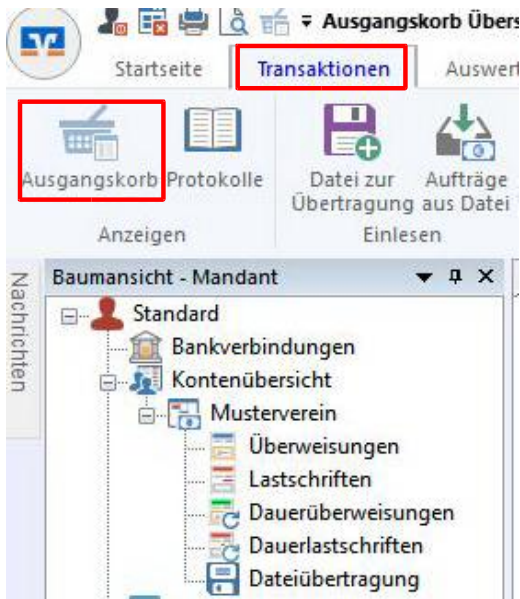 Ausgangskorb Übers
Startseite Transaktionen Auswert
Ausgangskorb Protokolle Datei zur Aufträge
Übertragung aus Datei
Anzeigen Einlesen
Nachrichten
Baumansicht - Mandant
Standard
Bankverbindungen
Kontenübersicht
Musterverein
Überweisungen
Lastschriften
Dauerüberweisungen
Dauerlastschriften
Dateiübertragung